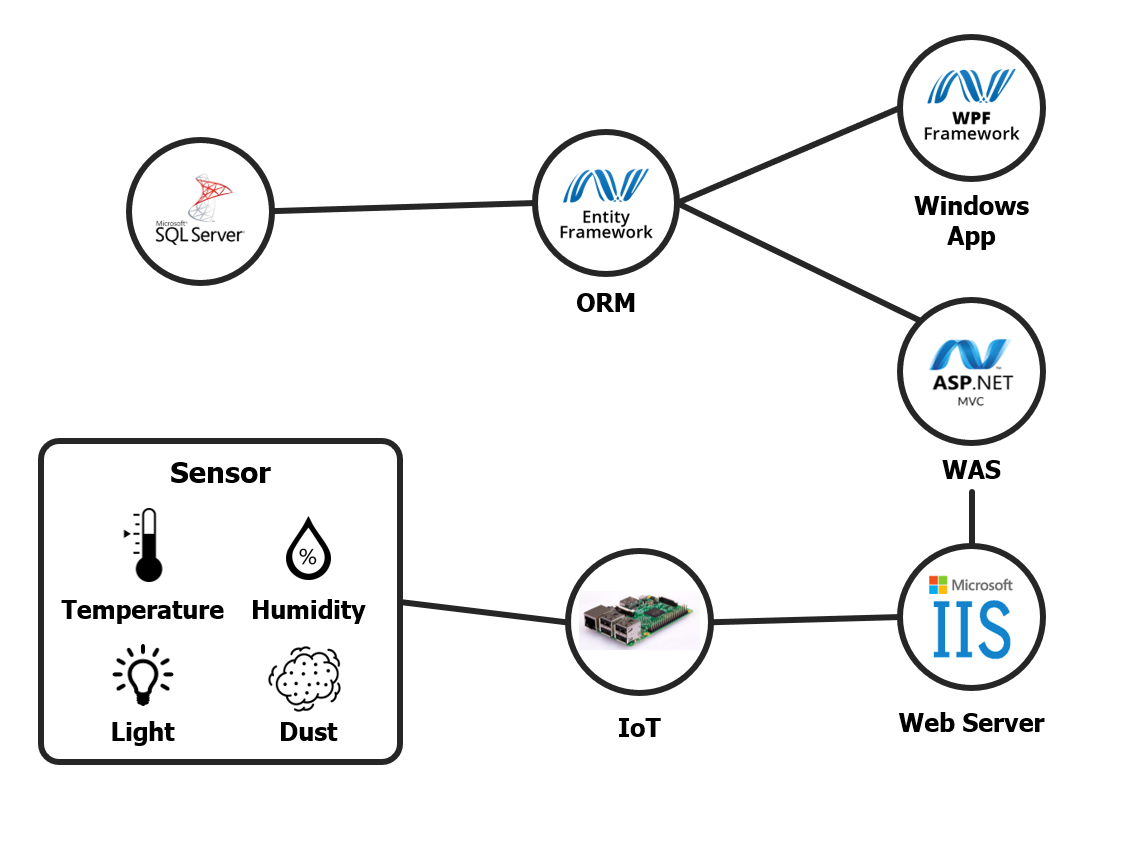 WPF
Framework
Windows
App
Microsoft®
SQL Server
Entity
Framework
ORM
ASP.NET
MVC
WAS
Sensor
%
Temperature
Humidity
Light
Dust
IoT
Microsoft
IIS
Web Server